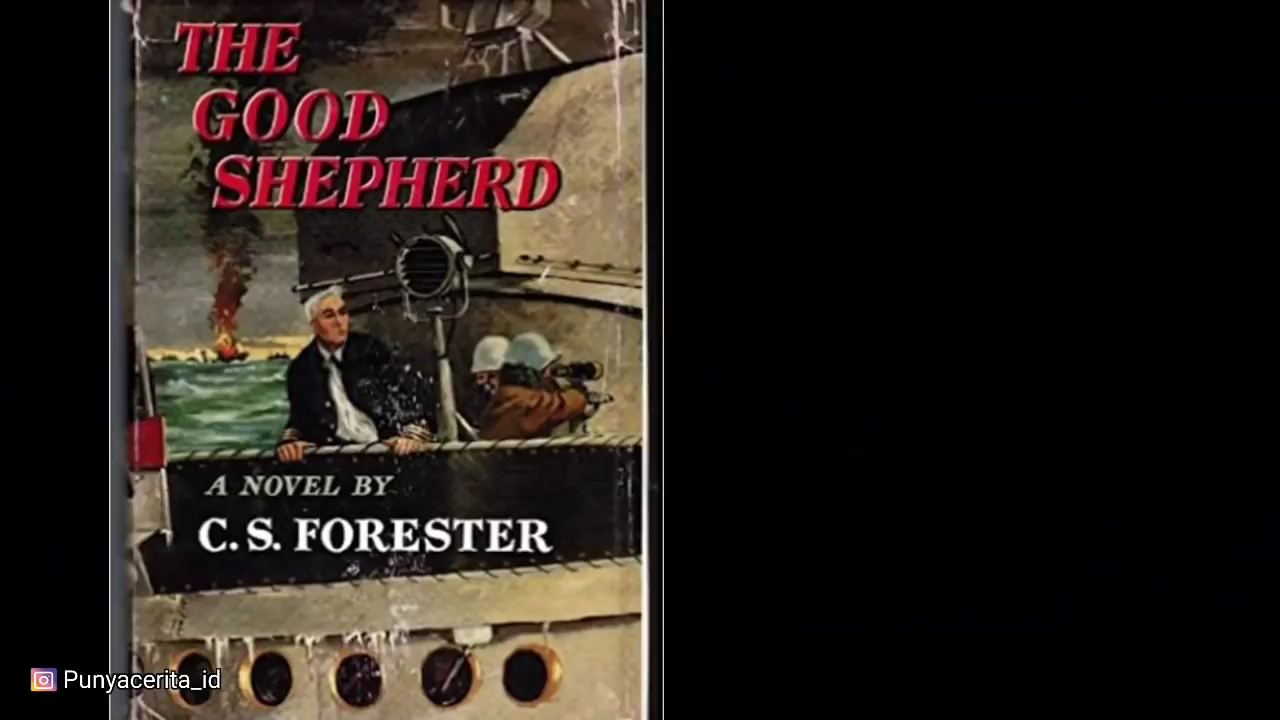 THE
GOOD
SHEPHERD
A NOVEL BY
C. S. FORESTER
Punyacerita_id